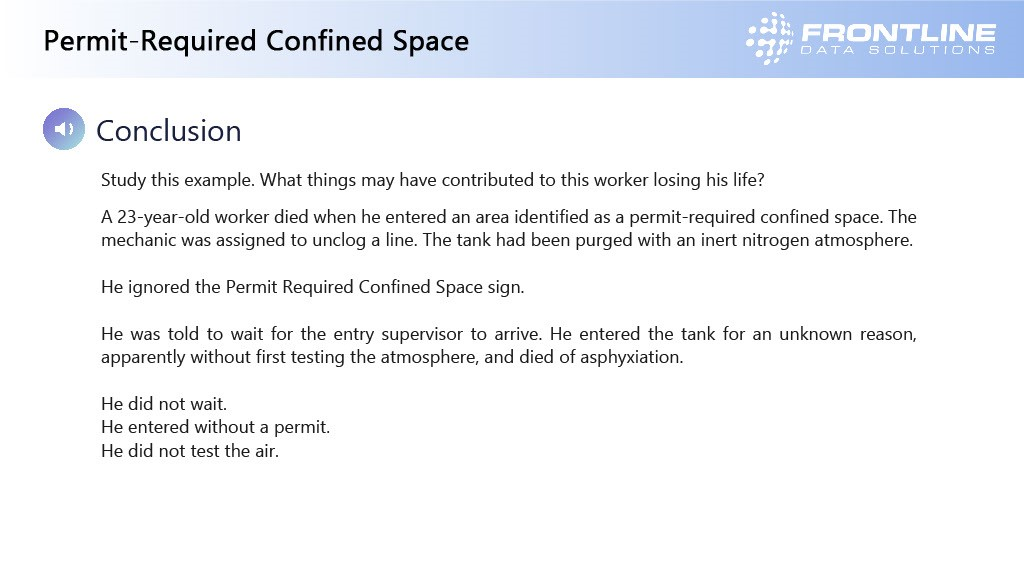 Permit-Required Confined Space
FRONTLINE
DATA SOLUTIONS
Conclusion
Study this example. What things may have contributed to this worker losing his life?
A 23-year-old worker died when he entered an area identified as a permit-required confined space. The
mechanic was assigned to unclog a line. The tank had been purged with an inert nitrogen atmosphere.
He ignored the Permit Required Confined Space sign.
He was told to wait for the entry supervisor to arrive. He entered the tank for an unknown reason,
apparently without first testing the atmosphere, and died of asphyxiation.
He did not wait.
He entered without a permit.
He did not test the air.